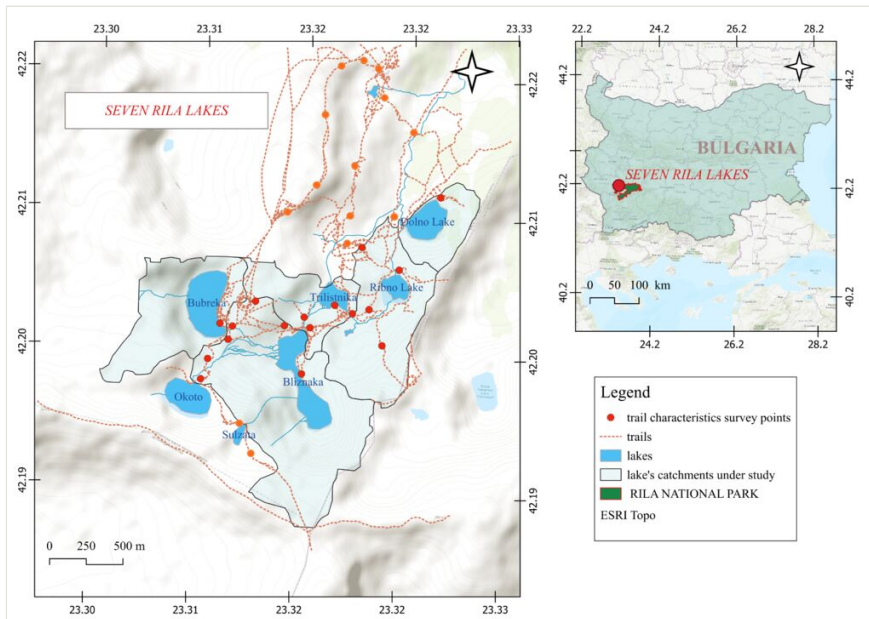 23.30 23.31 23.32 23.32 23.33
42.22
42.21
42.20
42.19
42.22
42.21
42.20
42.19
SEVEN RILA LAKES
Dolno Lake
Ribno Lake
Trilistnika
Bubreka
Bliznaka
Okoto
Sulzata
0 250 500 m
23.30 23.31 23.32 23.32 23.33
22.2 24.2 26.2 28.2
44.2
42.2
40.2
44.2
42.2
40.2
BULGARIA
SEVEN RILA LAKES
0 50 100 km
24.2 26.2 28.2
Legend
trail characteristics survey points
trails
lakes
lake's catchments under study
RILA NATIONAL PARK
ESRI Topo